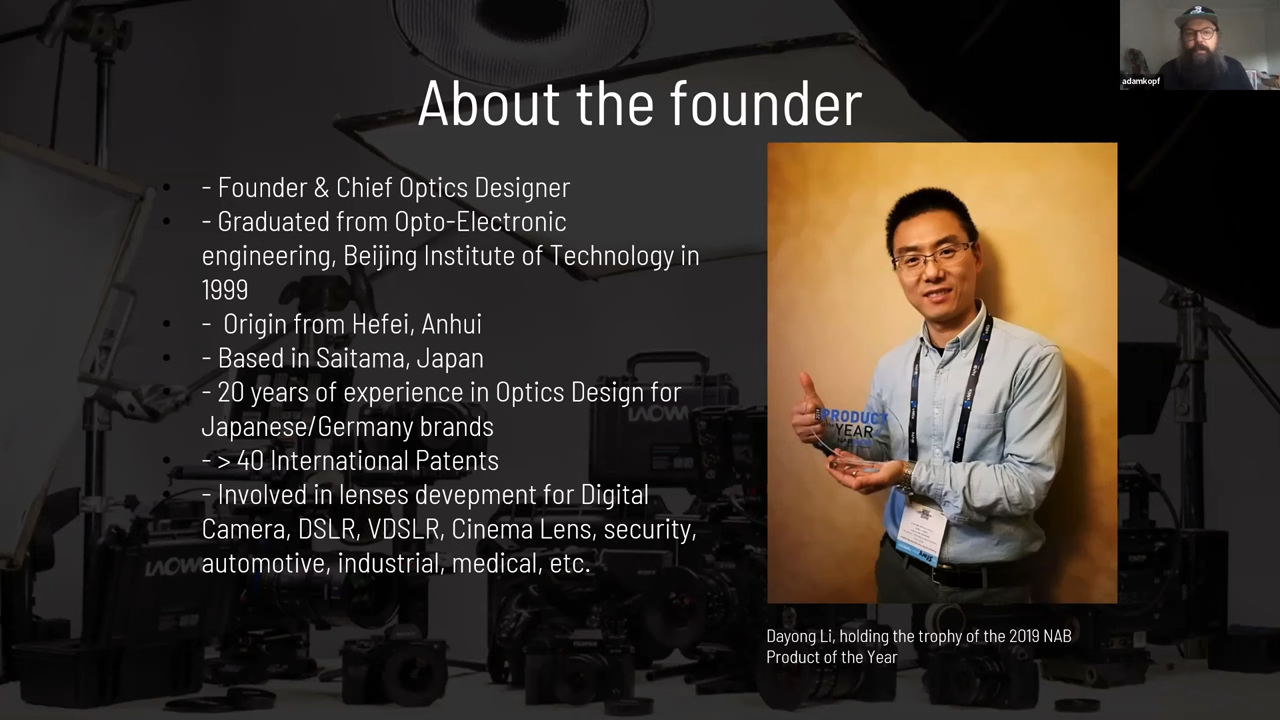 adamkopf
About the founder
- Founder & Chief Optics Designer
- Graduated from Opto-Electronic
engineering, Beijing Institute of Technology in
1999
- Origin from Hefei, Anhui
- Based in Saitama, Japan
- 20 years of experience in Optics Design for
Japanese/Germany brands
- > 40 International Patents
- Involved in lenses devepment for Digital
Camera, DSLR, VDSLR, Cinema Lens, security,
automotive, industrial, medical, etc.
PRODUCT
YEAR
LAOWA
Dayong Li, holding the trophy of the 2019 NAB
Product of the Year